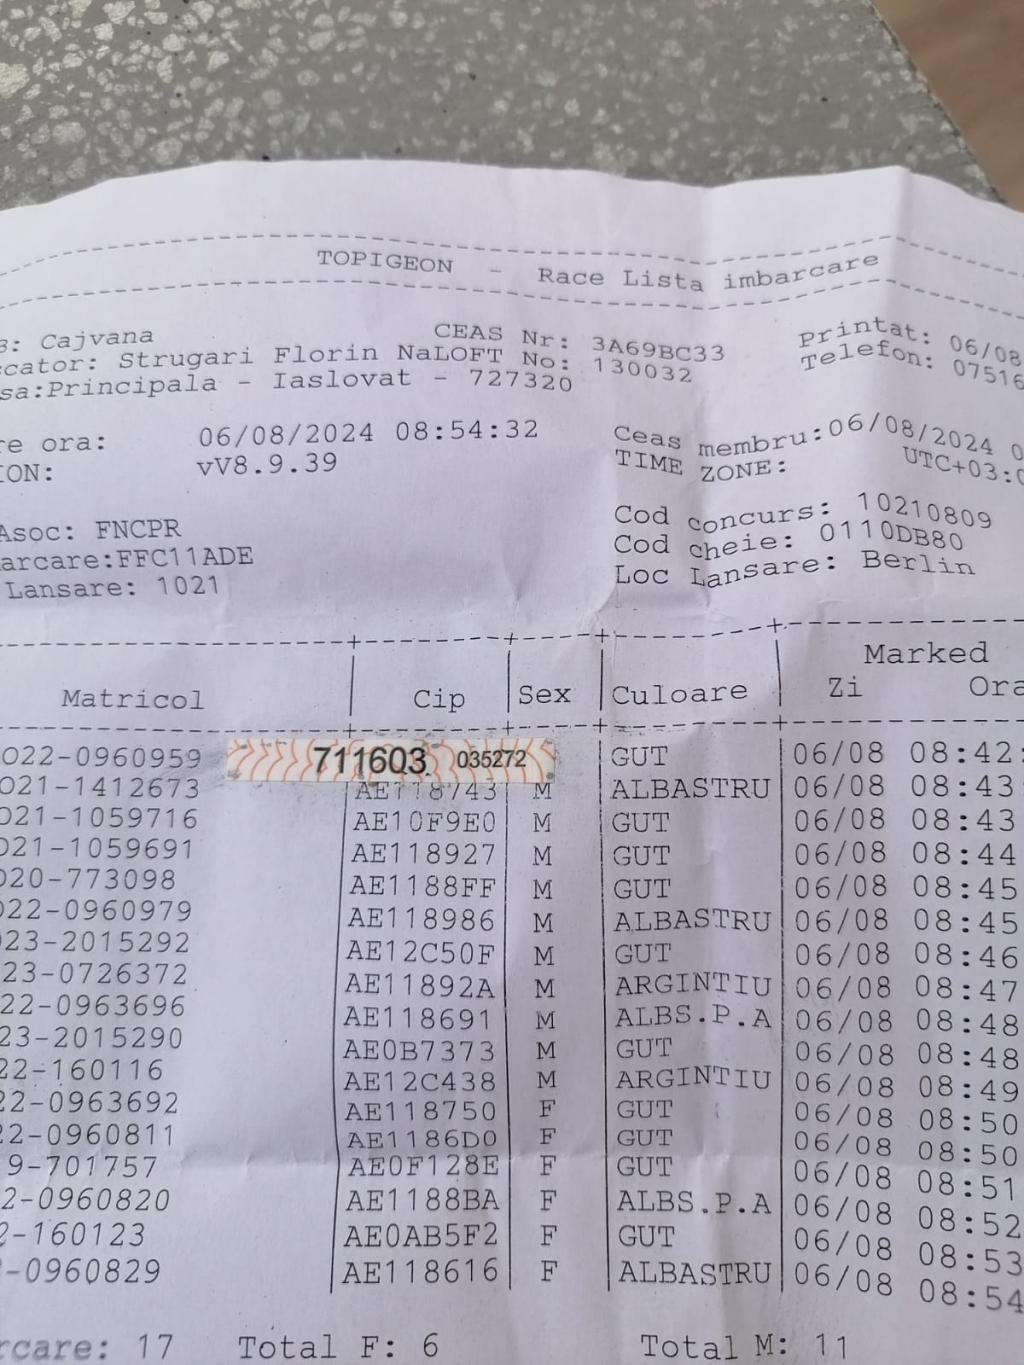 TOPIGEON - Race Lista imbarcare
B: Cajvana CEAS Nr: 3A69BC33 Printat: 06/08
cator: Strugari Florin NaLOFT No: 130032 Telefon: 07516
sa:Principala - Iaslovat - 727320
re ora: 06/08/2024 08:54:32 Ceas membru:06/08/2024 0
ION: vV8.9.39 TIME ZONE: UTC+03:0
Asoc: FNCPR Cod concurs: 10210809
arcare:FFC11ADE Cod cheie: 0110DB80
Lansare: 1021 Loc Lansare: Berlin
Marked
Matricol Cip Sex Culoare Zi Ora
022-0960959 711603 035272 GUT 06/08 08:42:
021-1412673 AE118743 M ALBASTRU 06/08 08:43
021-1059716 AE10F9E0 M GUT 06/08 08:43
021-1059691 AE118927 M GUT 06/08 08:44
020-773098 AE1188FF M GUT 06/08 08:45
022-0960979 AE118986 M ALBASTRU 06/08 08:45
23-2015292 AE12C50F M GUT 06/08 08:46
23-0726372 AE11892A M ARGINTIU 06/08 08:47
22-0963696 AE118691 M ALBS.P.A 06/08 08:48
23-2015290 AE0B7373 M GUT 06/08 08:48
22-160116 AE12C438 M ARGINTIU 06/08 08:49
22-0963692 AE118750 F GUT 06/08 08:50
22-0960811 AE1186D0 F GUT 06/08 08:50
9-701757 AE0F128E F GUT 06/08 08:51
2-0960820 AE1188BA F ALBS.P.A 06/08 08:52
2-160123 AE0AB5F2 F GUT 06/08 08:53
-0960829 AE118616 F ALBASTRU 06/08 08:54
rcare: 17 Total F: 6 Total M: 11